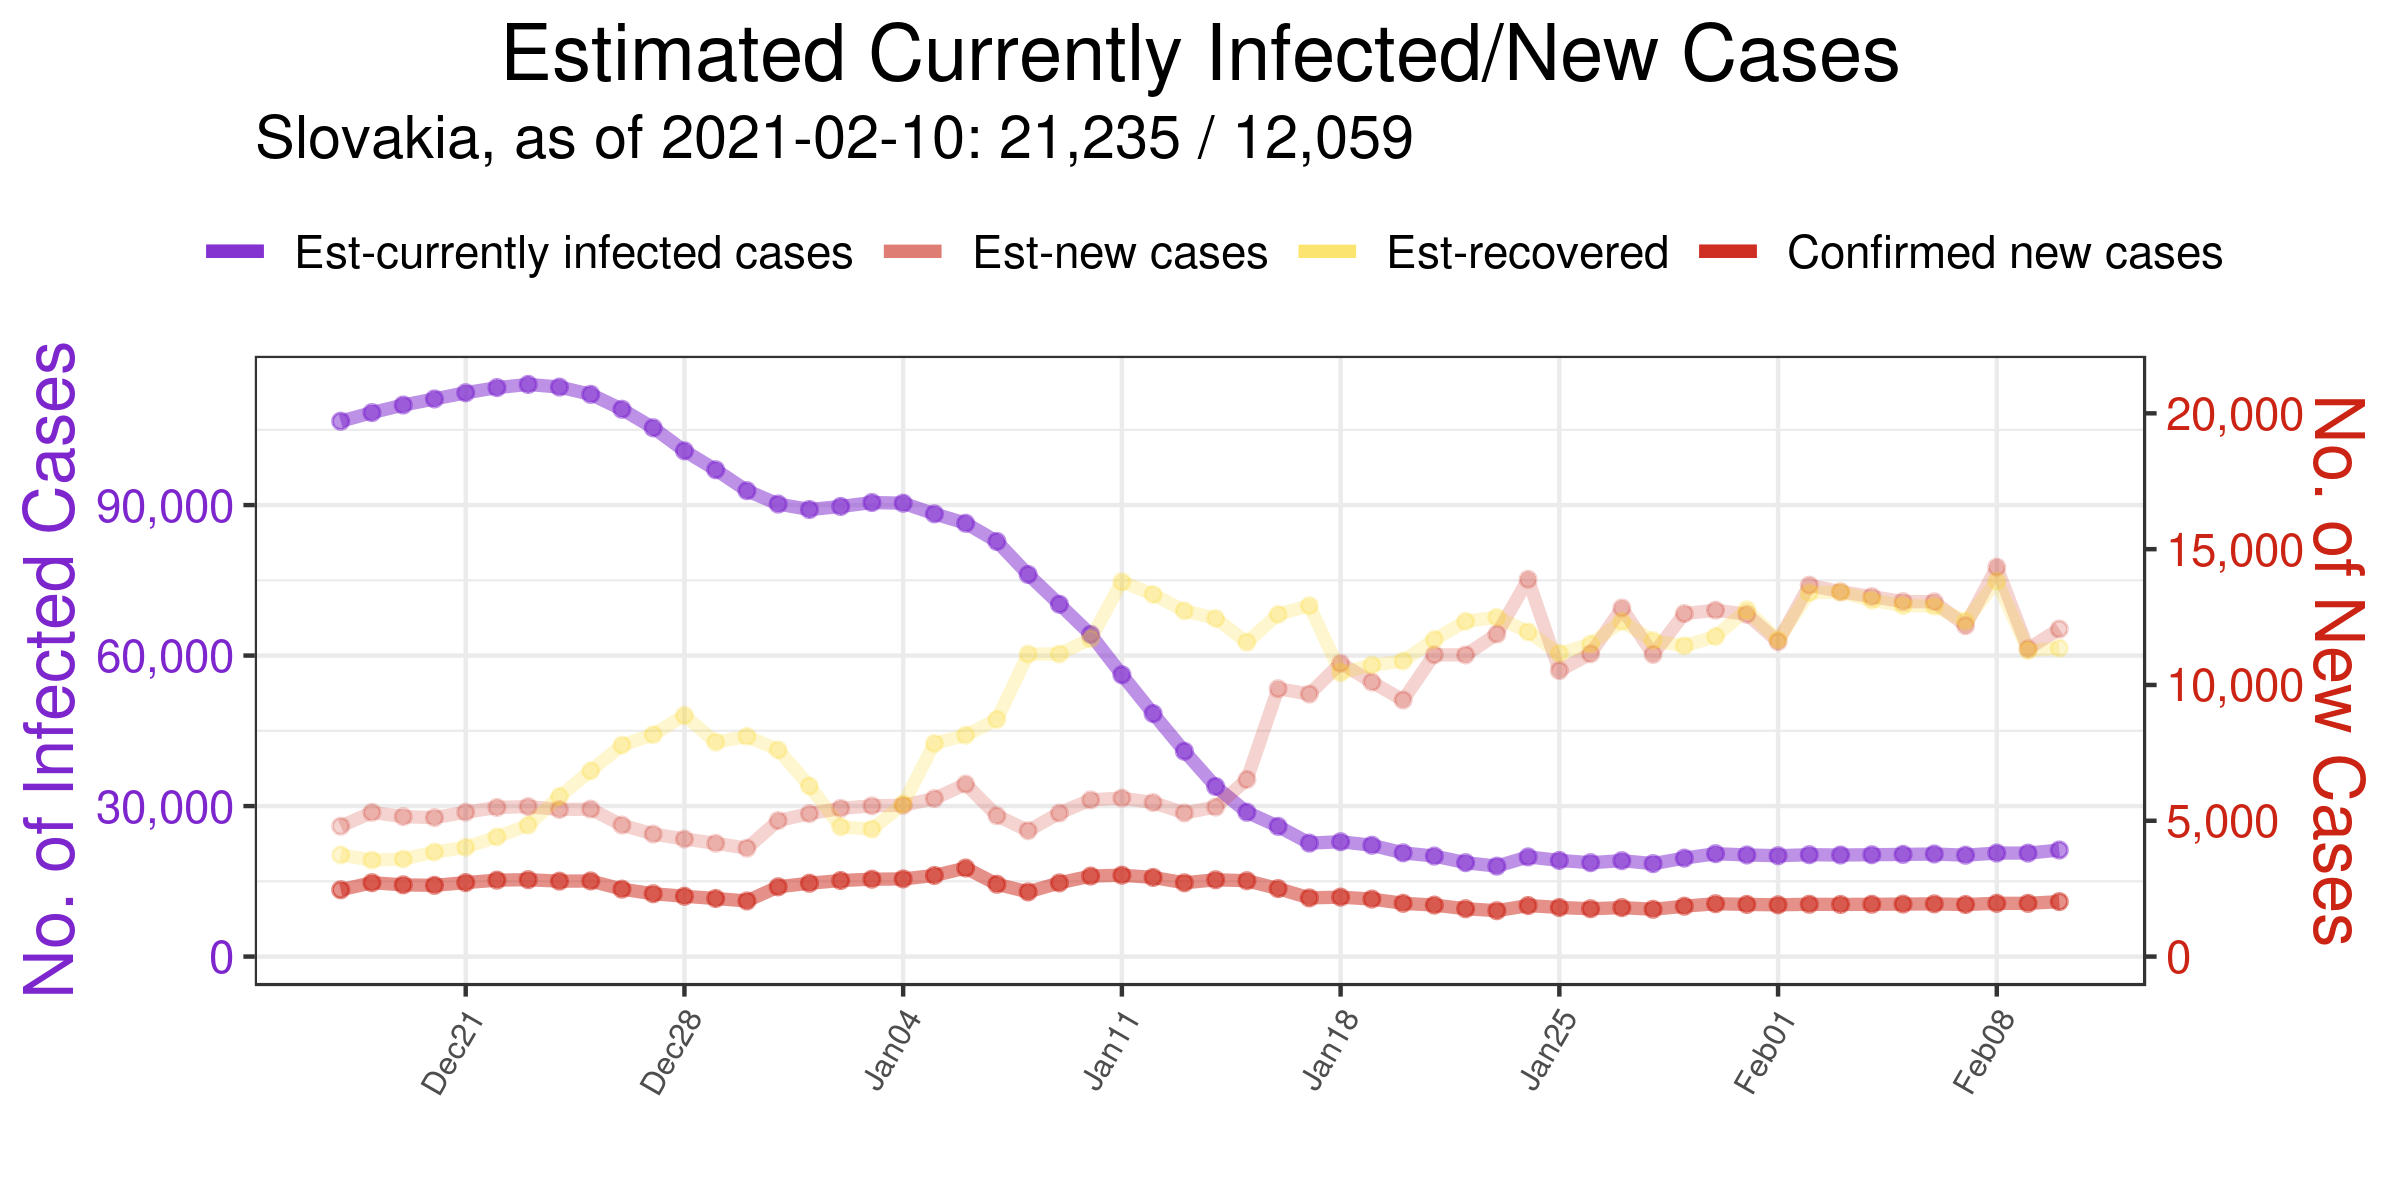 Estimated Currently Infected/New Cases
Slovakia, as of 2021-02-10: 21,235 / 12,059
Est-currently infected cases Est-new cases Est-recovered Confirmed new cases
No. of Infected Cases
90,000
60,000
30,000
0
20,000
15,000
10,000
5,000
0
No. of New Cases
Dec21 Dec28 Jan04 Jan11 Jan18 Jan25 Feb01 Feb08